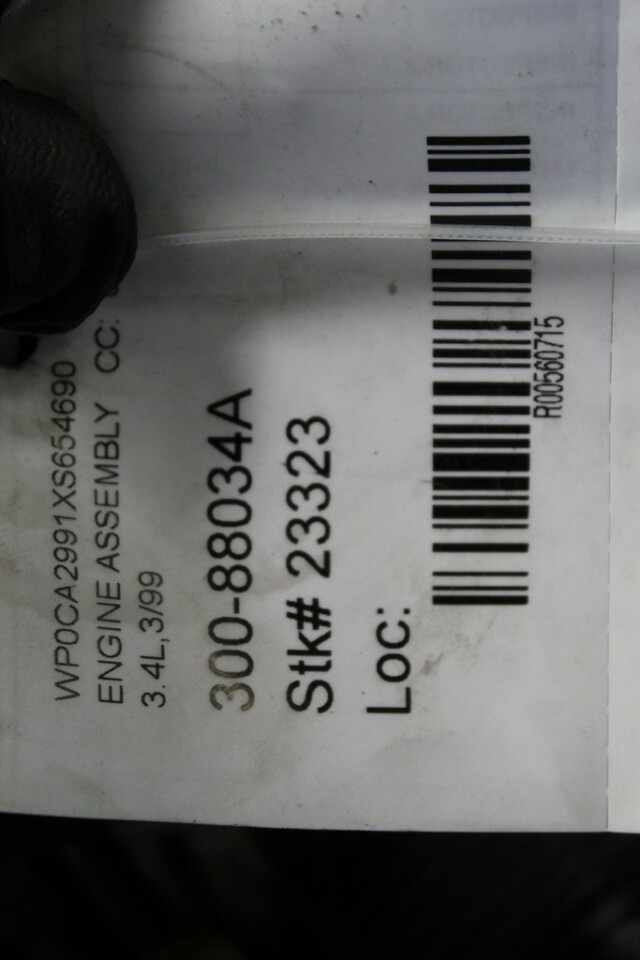 WP0CA2991XS654690
ENGINE ASSEMBLY CC:
3.4L,3/99
300-88034A
Stk# 23323
Loc:
R00560715